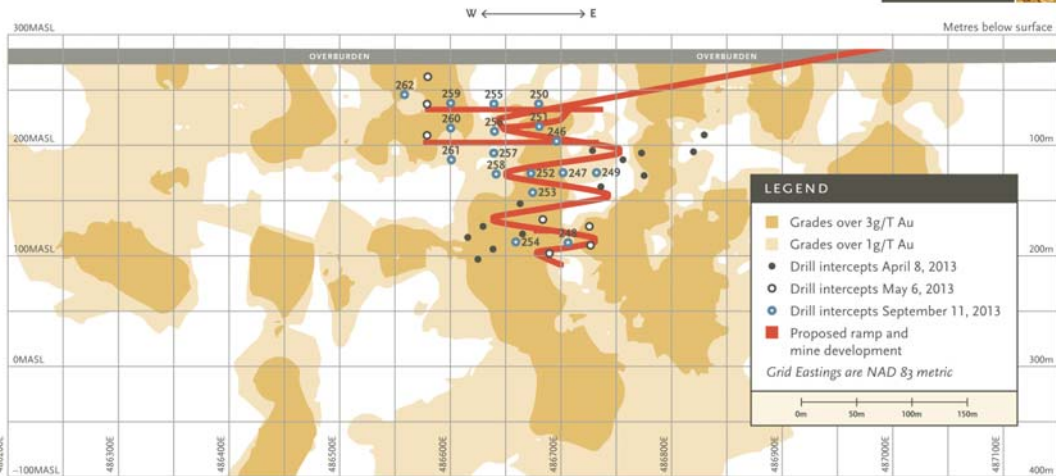 W E
300MASL
Metres below surface
OVERBURDEN
OVERBURDEN
262
259
255
250
260
251
246
200MASL
100m
261
257
258
252
247
249
253
254
248
100MASL
200m
0MASL
300m
-100MASL
400m
486300E
486400E
486500E
486600E
486700E
486800E
486900E
487000E
487100E
LEGEND
Grades over 3g/T Au
Grades over 1g/T Au
Drill intercepts April 8, 2013
Drill intercepts May 6, 2013
Drill intercepts September 11, 2013
Proposed ramp and
mine development
Grid Eastings are NAD 83 metric
0m 50m 100m 150m